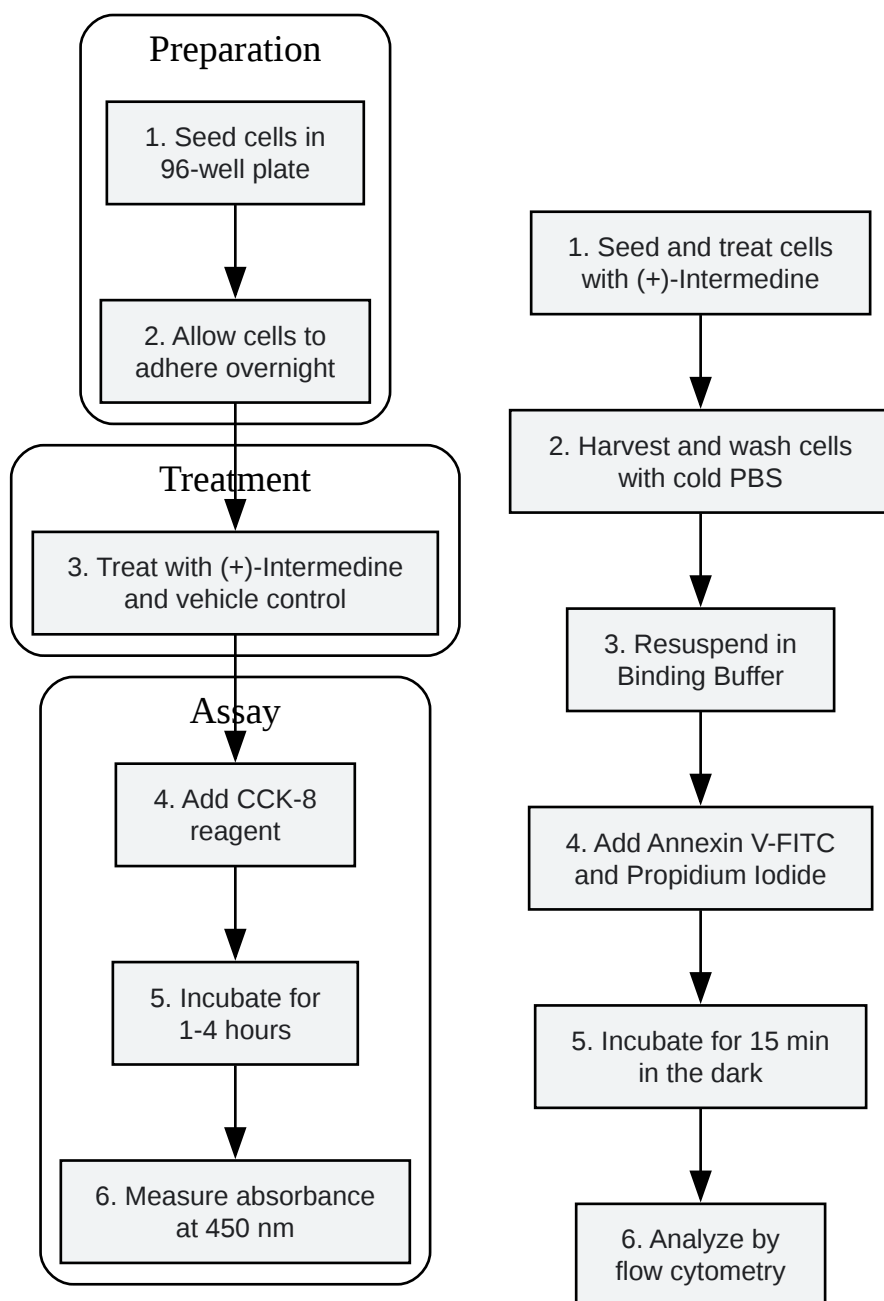 Preparation
1. Seed cells in
96-well plate
2. Allow cells to
adhere overnight
Treatment
3. Treat with (+)-Intermedine
and vehicle control
Assay
4. Add CCK-8
reagent
5. Incubate for
1-4 hours
6. Measure absorbance
at 450 nm
1. Seed and treat cells
with (+)-Intermedine
2. Harvest and wash cells
with cold PBS
3. Resuspend in
Binding Buffer
4. Add Annexin V-FITC
and Propidium Iodide
5. Incubate for 15 min
in the dark
6. Analyze by
flow cytometry